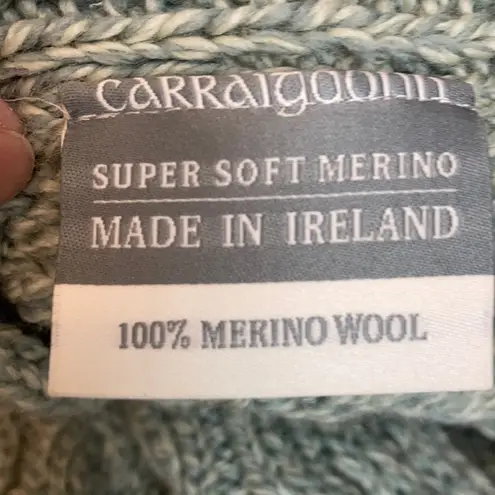 CARRAIGDONN
SUPER SOFT MERINO
MADE IN IRELAND
100% MERINO WOOL